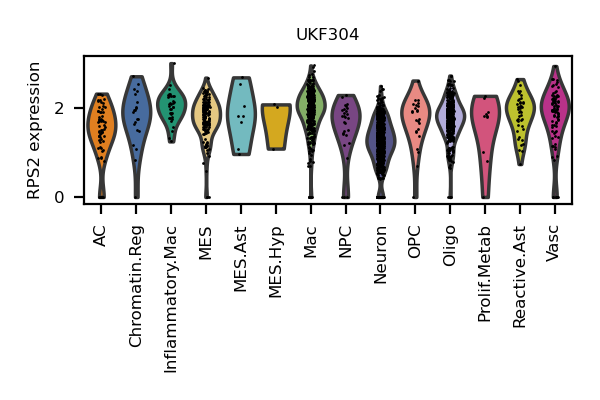 UKF304
RPS2 expression
2
0
AC
Chromatin.Reg
Inflammatory.Mac
MES
MES.Ast
MES.Hyp
Mac
NPC
Neuron
OPC
Oligo
Prolif.Metab
Reactive.Ast
Vasc